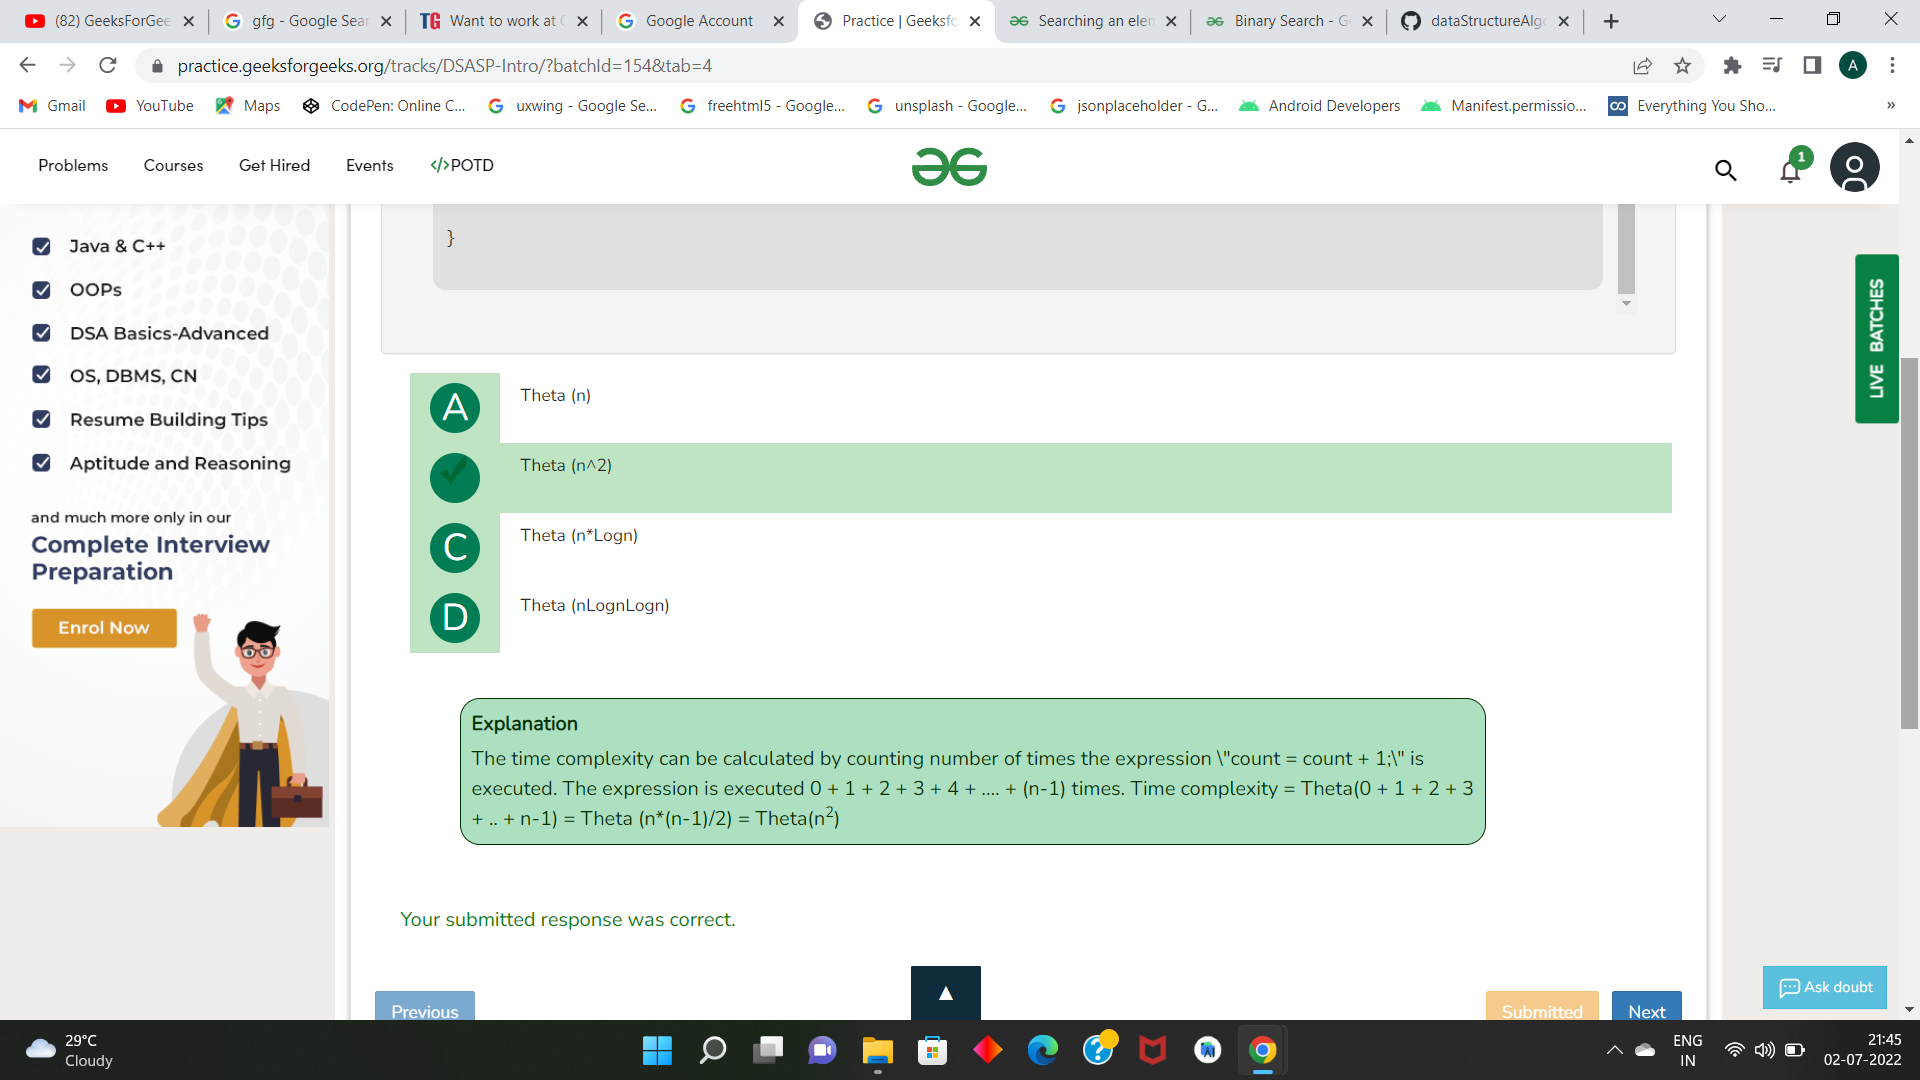 (82) GeeksForGee
gfg - Google Sear
Want to work at
Google Account
Practice | Geeksfo
Searching an elem
Binary Search - G
dataStructureAlgo
practice.geeksforgeeks.org/tracks/DSASP-Intro/?batchId=154&tab=4
A
Gmail
YouTube
Maps
CodePen: Online C...
uxwing - Google Se...
freehtml5 - Google...
unsplash - Google...
jsonplaceholder - G...
Android Developers
Manifest.permissio...
Everything You Sho...
»
Problems
Courses
Get Hired
Events
</>POTD
1
Java & C++
OOPs
DSA Basics-Advanced
OS, DBMS, CN
Resume Building Tips
Aptitude and Reasoning
and much more only in our
Complete Interview
Preparation
Enrol Now
}
A
Theta (n)
Theta (n^2)
C
Theta (n*Logn)
D
Theta (nLognLogn)
LIVE BATCHES
Explanation
The time complexity can be calculated by counting number of times the expression \"count = count + 1;\" is
executed. The expression is executed 0 + 1 + 2 + 3 + 4 + .... + (n-1) times. Time complexity = Theta(0 + 1 + 2 + 3
+ .. + n-1) = Theta (n*(n-1)/2) = Theta(n²)
Your submitted response was correct.
Previous
▲
Submitted
Next
Ask doubt
29°C
Cloudy
ENG
IN
21:45
02-07-2022